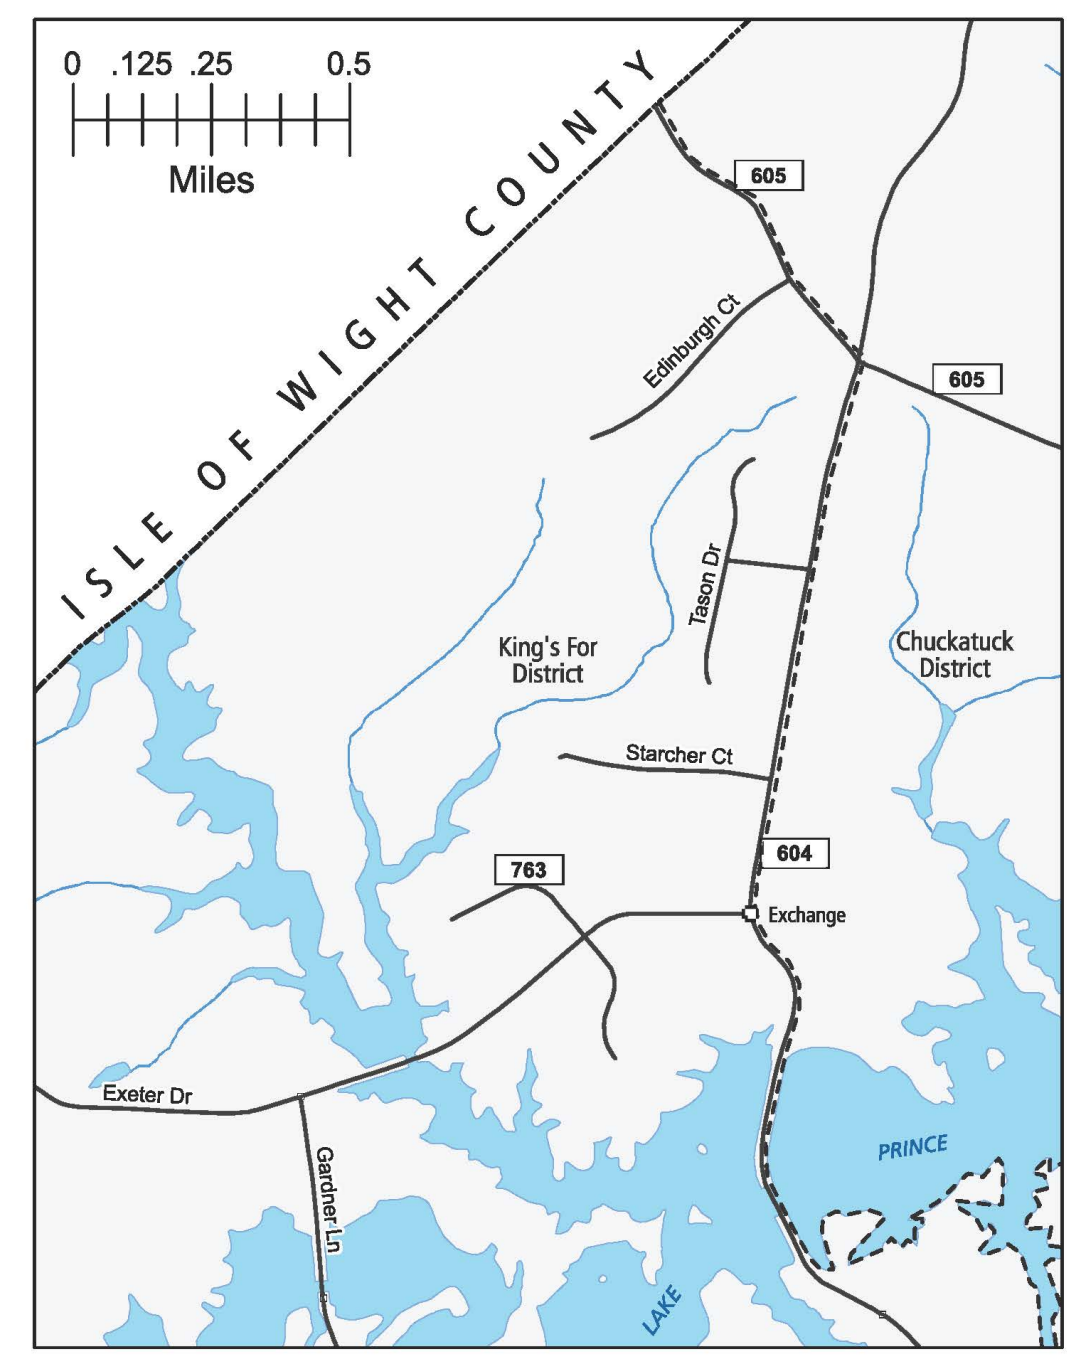 0 .125 .25 0.5
Miles
ISLE OF WIGHT COUNTY
605
Edinburgh Ct
605
Tason Dr
King's For
District
Chuckatuck
District
Starcher Ct
604
763
Exchange
Exeter Dr
Gardner Ln
PRINCE
LAKE